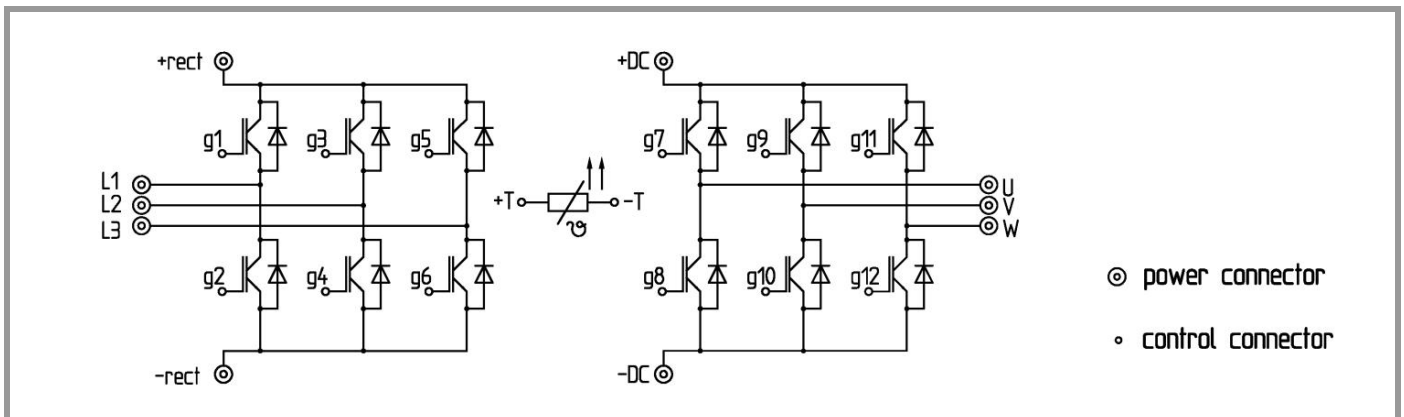 +rect
+DC
g1
g3
g5
g7
g9
g11
L1
L2
L3
+T
-T
ϑ
U
V
W
g2
g4
g6
g8
g10
g12
power connector
control connector
-rect
-DC